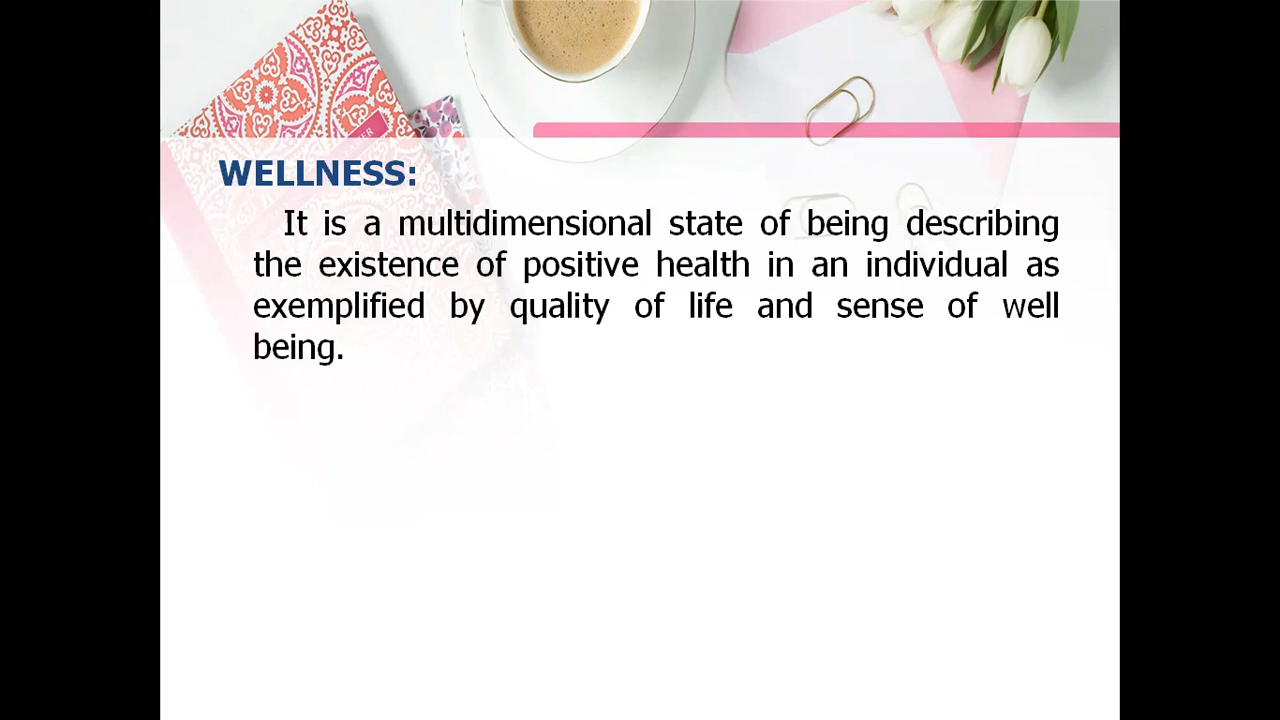 WELLNESS:
It is a multidimensional state of being describing
the existence of positive health in an individual as
exemplified by quality of life and sense of well
being.